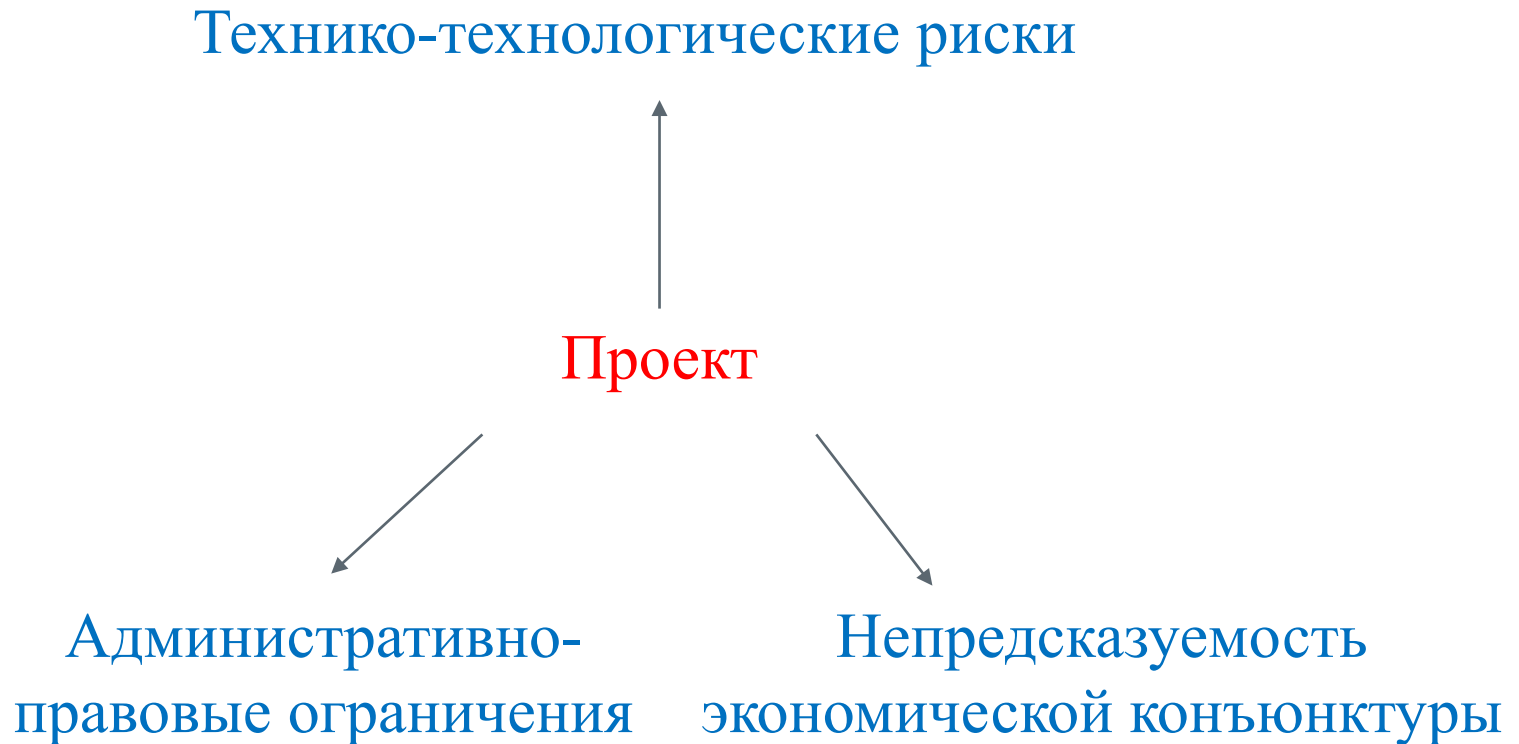 Технико-технологические риски
Проект
Административно-
правовые ограничения
Непредсказуемость
экономической конъюнктуры